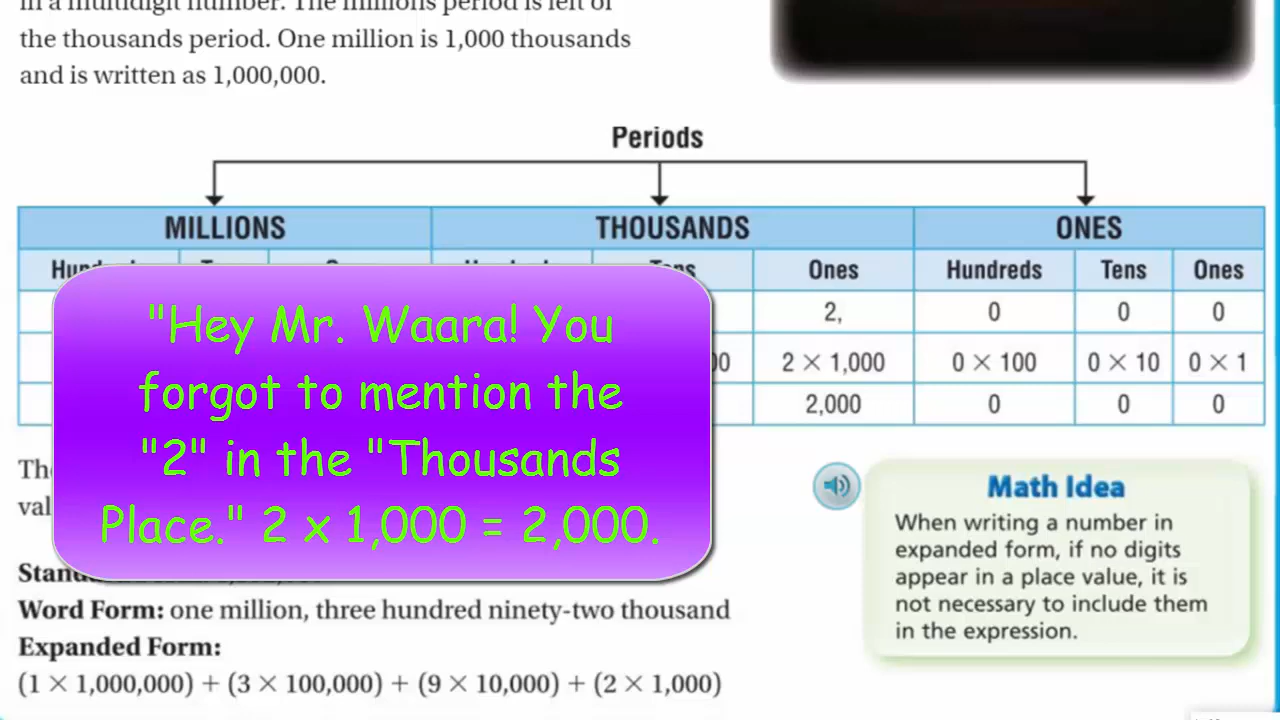 in a multidigit number. The millions period is left of
the thousands period. One million is 1,000 thousands
and is written as 1,000,000.
Periods
MILLIONS THOUSANDS ONES
Ones Hundreds Tens Ones
2, 0 0 0
2 × 1,000 0 × 100 0 × 10 0 × 1
2,000 0 0 0
"Hey Mr. Waara! You
forgot to mention the
"2" in the "Thousands
Place." 2 x 1,000 = 2,000.
Math Idea
When writing a number in
expanded form, if no digits
appear in a place value, it is
not necessary to include them
in the expression.
Word Form: one million, three hundred ninety-two thousand
Expanded Form:
(1 × 1,000,000) + (3 × 100,000) + (9 × 10,000) + (2 × 1,000)